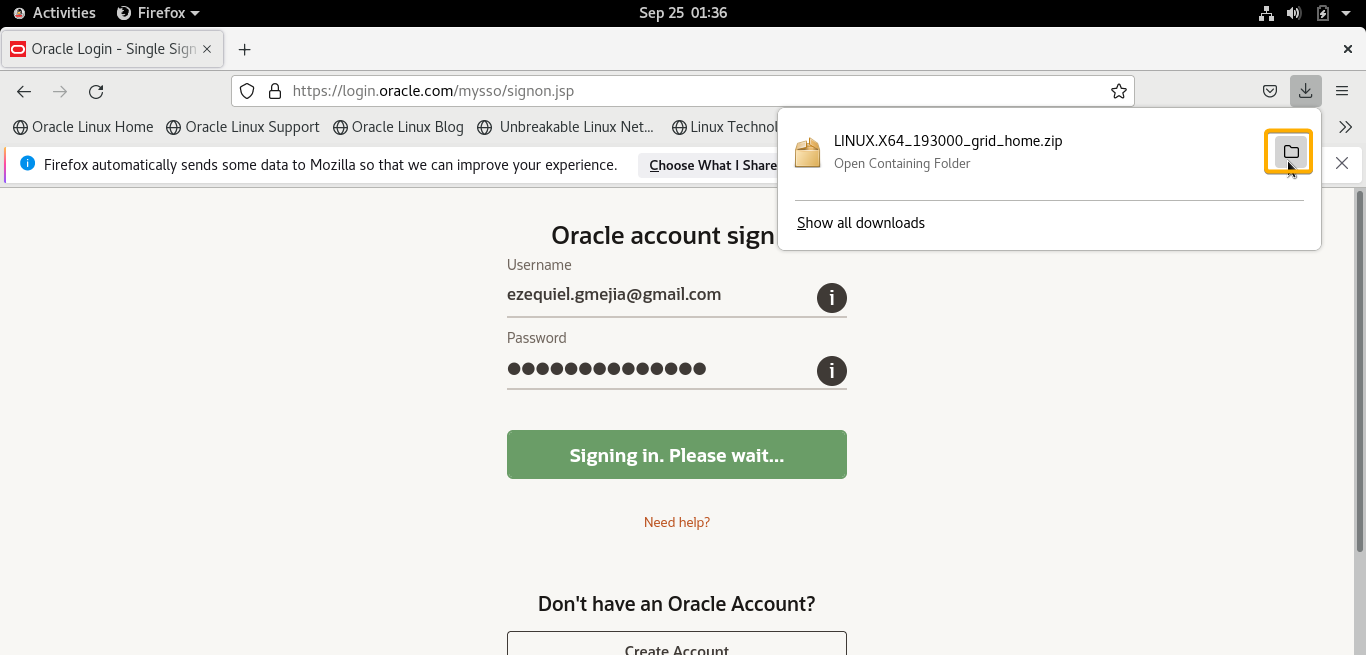 Activities Firefox Sep 25 01:36
Oracle Login - Single Sign
https://login.oracle.com/mysso/signon.jsp
Oracle Linux Home Oracle Linux Support Oracle Linux Blog Unbreakable Linux Net... Linux Technol
LINUX.X64_193000_grid_home.zip
Open Containing Folder
Firefox automatically sends some data to Mozilla so that we can improve your experience. Choose What I Share
Show all downloads
Oracle account sign
Username
ezequiel.gmejia@gmail.com
Password
Signing in. Please wait...
Need help?
Don't have an Oracle Account?
Create Account